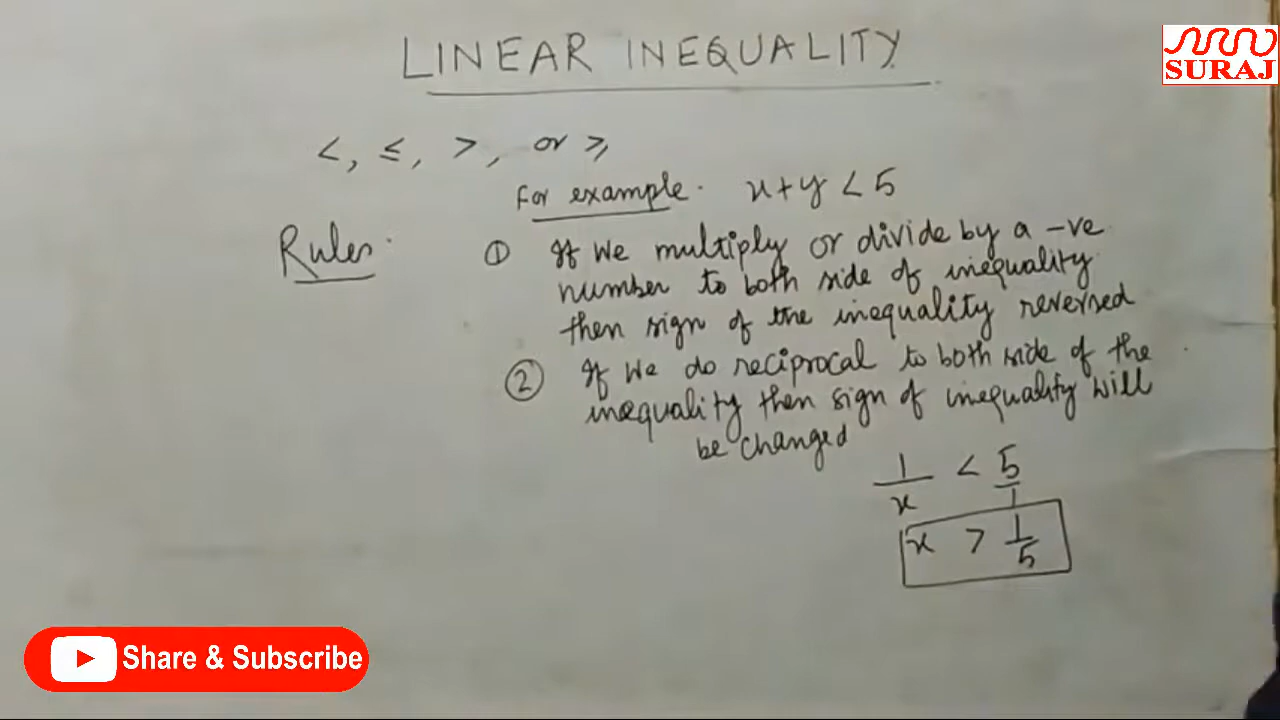 LINEAR INEQUALITY
SURAJ
<, ≤, >, or ≥,
For example. x+y < 5
Rules.
① If we multiply or divide by a -ve
number to both side of inequality
then sign of the inequality reversed
② If we do reciprocal to both side of the
inequality then sign of inequality will
be changed
1/x < 5/1
x > 1/5
Share & Subscribe